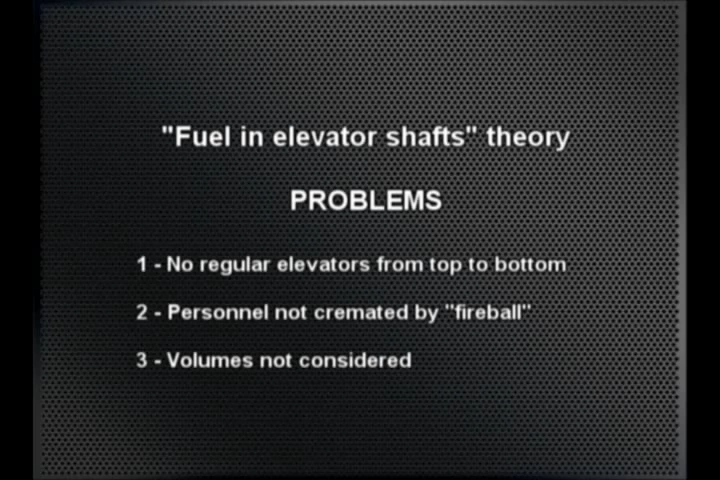 "Fuel in elevator shafts" theory
PROBLEMS
1 - No regular elevators from top to bottom
2 - Personnel not cremated by "fireball"
3 - Volumes not considered